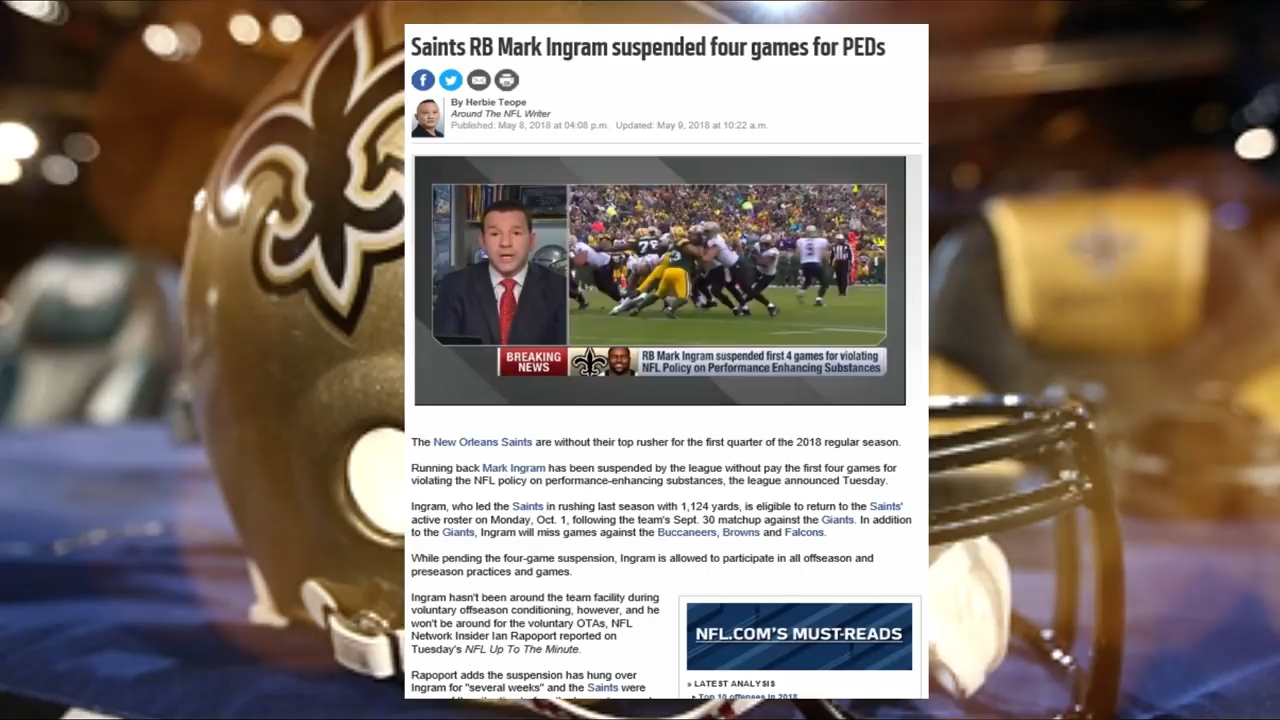 Saints RB Mark Ingram suspended four games for PEDs
By Herbie Teope
Around The NFL Writer
Published: May 8, 2018 at 04:08 p.m. Updated: May 9, 2018 at 10:22 a.m.
BREAKING
NEWS
RB Mark Ingram suspended first 4 games for violating
NFL Policy on Performance Enhancing Substances
The New Orleans Saints are without their top rusher for the first quarter of the 2018 regular season.
Running back Mark Ingram has been suspended by the league without pay the first four games for
violating the NFL policy on performance-enhancing substances, the league announced Tuesday.
Ingram, who led the Saints in rushing last season with 1,124 yards, is eligible to return to the Saints'
active roster on Monday, Oct. 1, following the team's Sept. 30 matchup against the Giants. In addition
to the Giants, Ingram will miss games against the Buccaneers, Browns and Falcons.
While pending the four-game suspension, Ingram is allowed to participate in all offseason and
preseason practices and games.
Ingram hasn't been around the team facility during
voluntary offseason conditioning, however, and he
won't be around for the voluntary OTAs, NFL
Network Insider Ian Rapoport reported on
Tuesday's NFL Up To The Minute.
Rapoport adds the suspension has hung over
Ingram for "several weeks" and the Saints were
NFL.COM'S MUST-READS
» LATEST ANALYSIS
Top 10 offenses in 2018